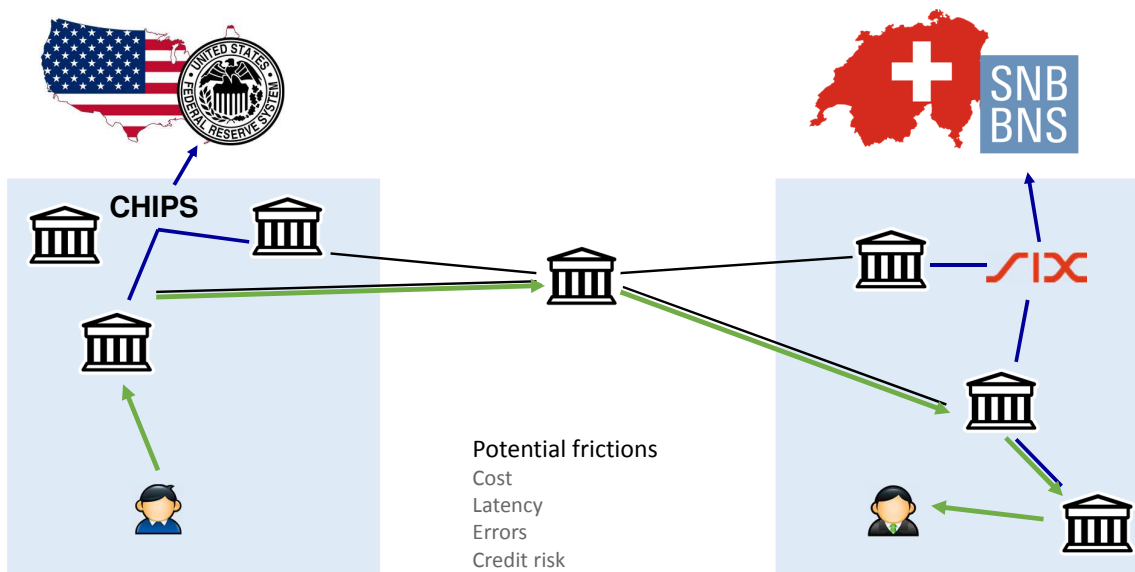 UNITED STATES
FEDERAL RESERVE SYSTEM
SNB
BNS
CHIPS
SIX
Potential frictions
Cost
Latency
Errors
Credit risk